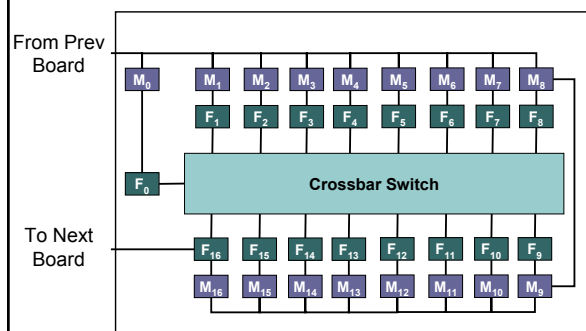 From Prev
Board
M0 M1 M2 M3 M4 M5 M6 M7 M8
F1 F2 F3 F4 F5 F6 F7 F8
F0 Crossbar Switch
To Next
Board
F16 F15 F14 F13 F12 F11 F10 F9
M16 M15 M14 M13 M12 M11 M10 M9